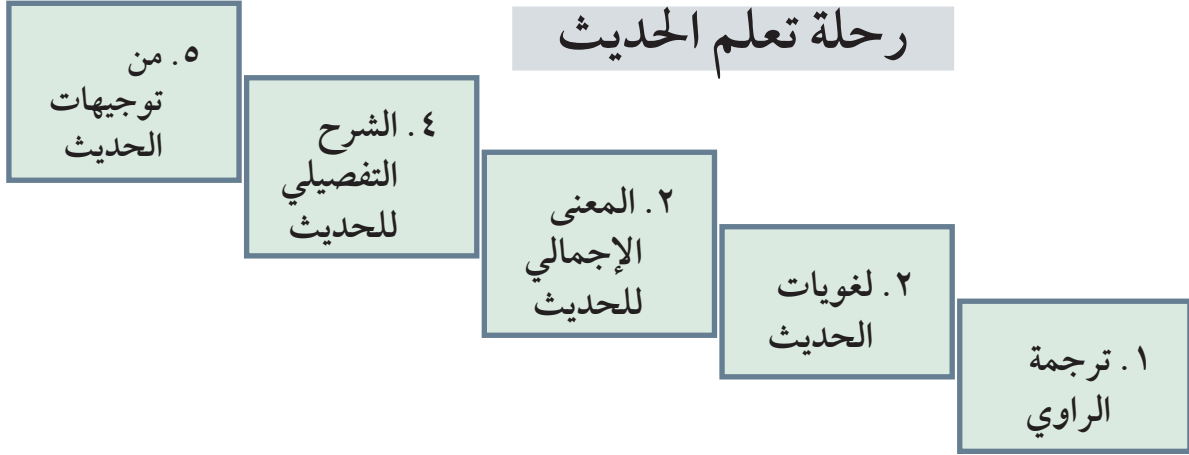 رحلة تعلم الحديث
١. ترجمة
الراوي
٢. لغويات
الحديث
٢. المعنى
الإجمالي
للحديث
٤. الشرح
التفصيلي
للحديث
٥. من
توجيهات
الحديث